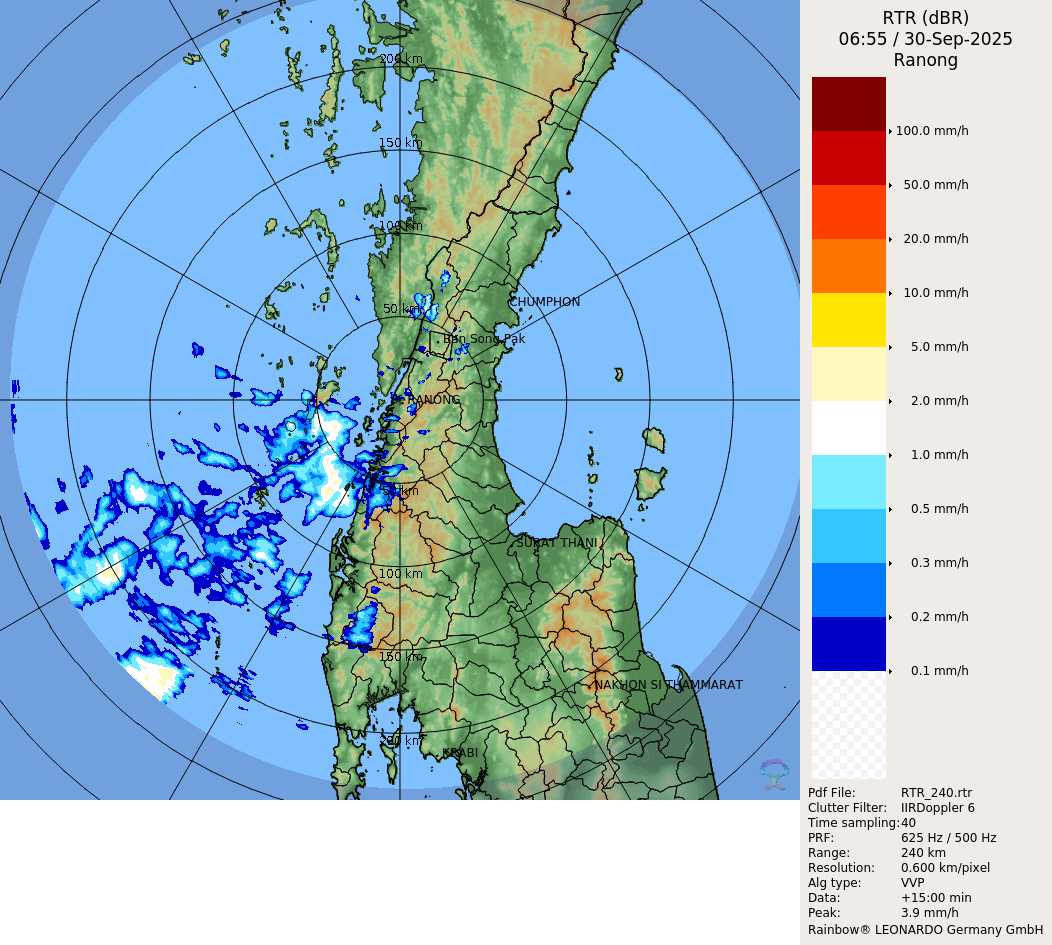 RTR (dBR)
06:55 / 30-Sep-2025
Ranong
100.0 mm/h
50.0 mm/h
20.0 mm/h
10.0 mm/h
5.0 mm/h
2.0 mm/h
1.0 mm/h
0.5 mm/h
0.3 mm/h
0.2 mm/h
0.1 mm/h
Pdf File: RTR_240.rtr
Clutter Filter: IIRDoppler 6
Time sampling:40
PRF: 625 Hz / 500 Hz
Range: 240 km
Resolution: 0.600 km/pixel
Alg type: VVP
Data: +15:00 min
Peak: 3.9 mm/h
Rainbow® LEONARDO Germany GmbH
200 km
150 km
100 km
CHUMPHON
50 km
Ban Song Pak
RANONG
50 km
SURAT THANI
100 km
150 km
NAKHON SI THAMMARAT
200 km
KRABI